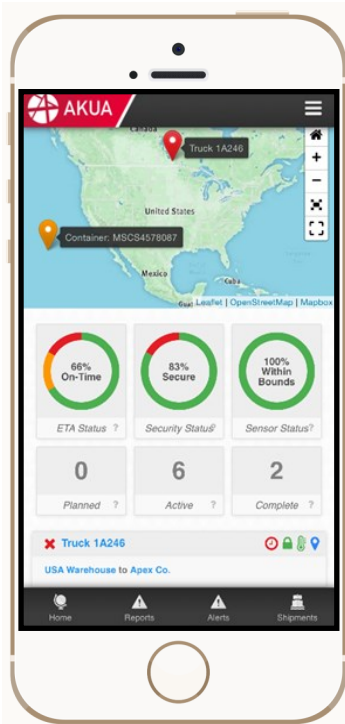 AKUA
Canada
Truck 1A246
United States
Container: MSCS4578087
Mexico
Cuba
Leaflet | OpenStreetMap | Mapbox
66%
On-Time
83%
Secure
100%
Within
Bounds
ETA Status ?
Security Status?
Sensor Status?
0
6
2
Planned ?
Active ?
Complete ?
Truck 1A246
USA Warehouse to Apex Co.
Home
Reports
Alerts
Shipments